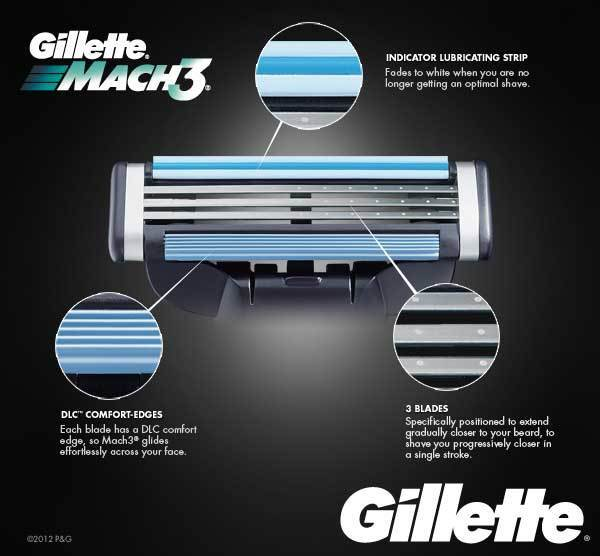 Gillette®
MACH3®
INDICATOR LUBRICATING STRIP
Fades to white when you are no
longer getting an optimal shave.
DLC™ COMFORT-EDGES
Each blade has a DLC comfort
edge, so Mach3® glides
effortlessly across your face.
3 BLADES
Specifically positioned to extend
gradually closer to your beard, to
shave you progressively closer in
a single stroke.
Gillette®
©2012 P&G